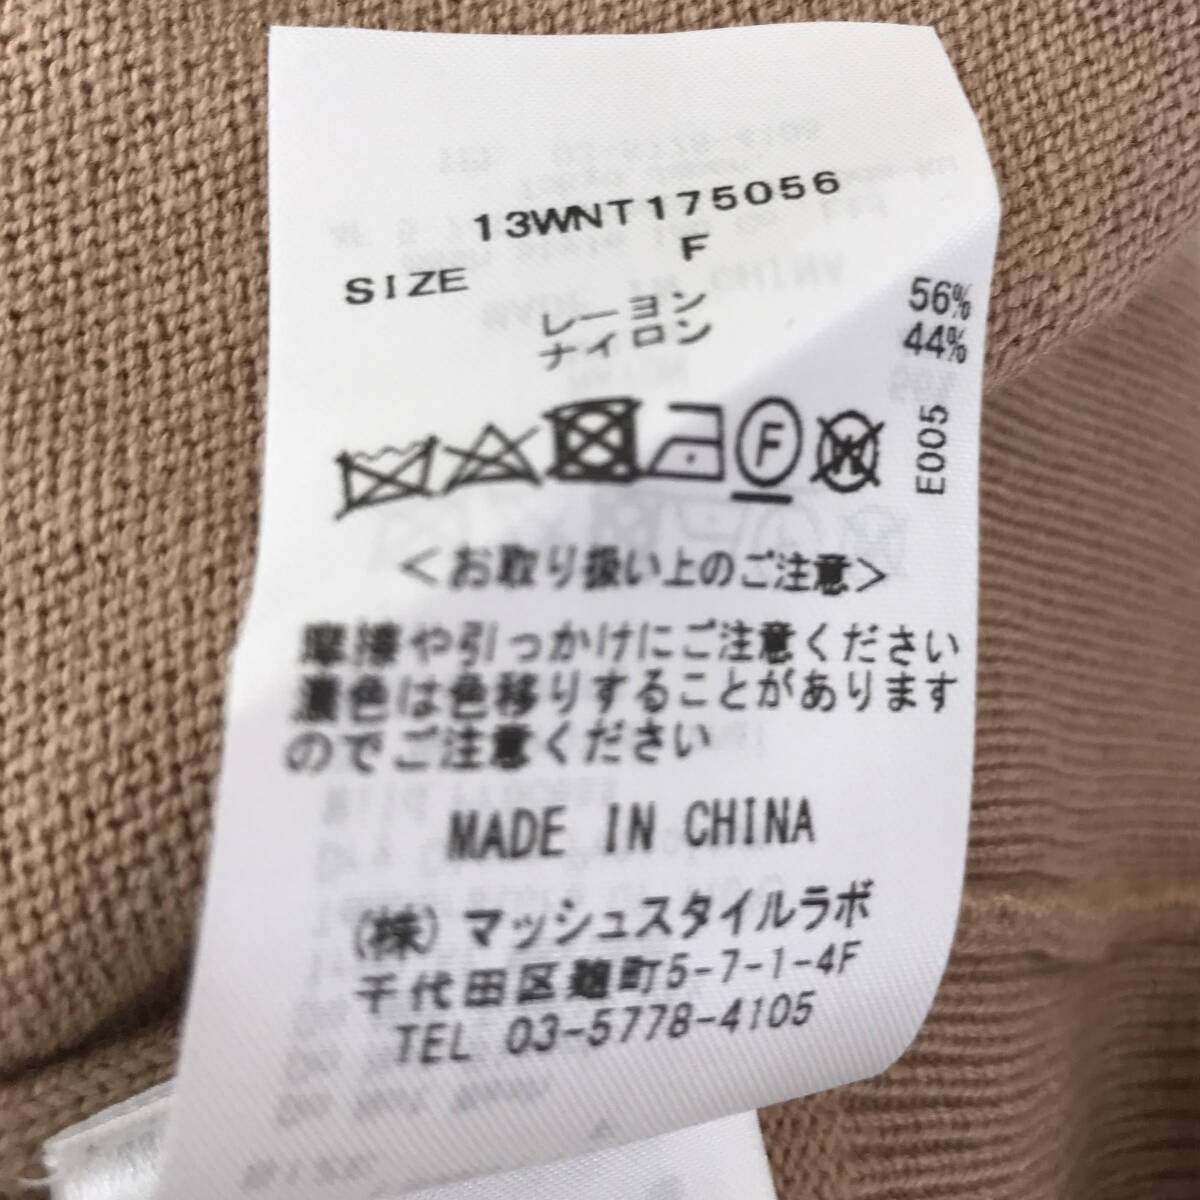 13WNT175056
SIZE F
レーヨン 56%
ナイロン 44%
F W
E005
<お取り扱い上のご注意>
摩擦や引っかけにご注意ください
濃色は色移りすることがあります
のでご注意ください
MADE IN CHINA
(株)マッシュスタイルラボ
千代田区麹町5-7-1-4F
TEL 03-5778-4105